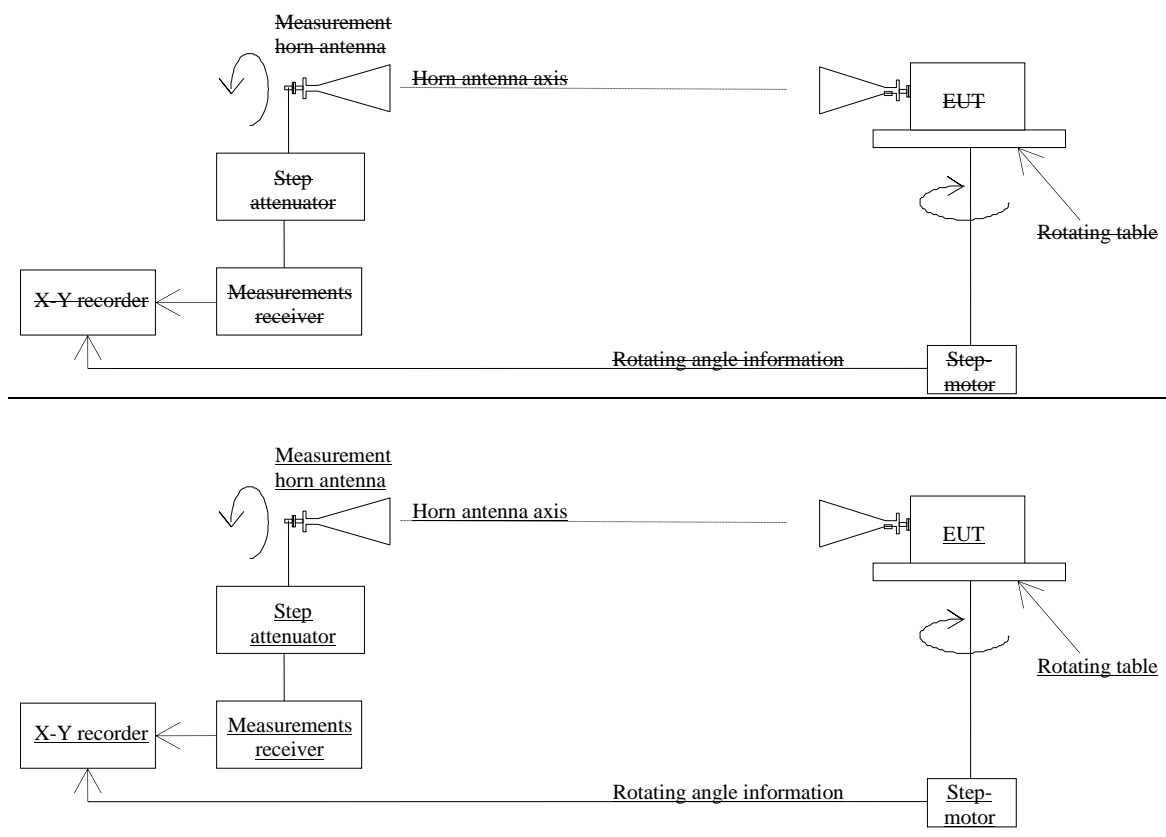 Measurement
horn antenna
Horn antenna axis
EUT
Step
attenuator
Rotating table
X-Y recorder
Measurements
receiver
Rotating angle information
Step-
motor
Measurement
horn antenna
Horn antenna axis
EUT
Step
attenuator
Rotating table
X-Y recorder
Measurements
receiver
Rotating angle information
Step-
motor